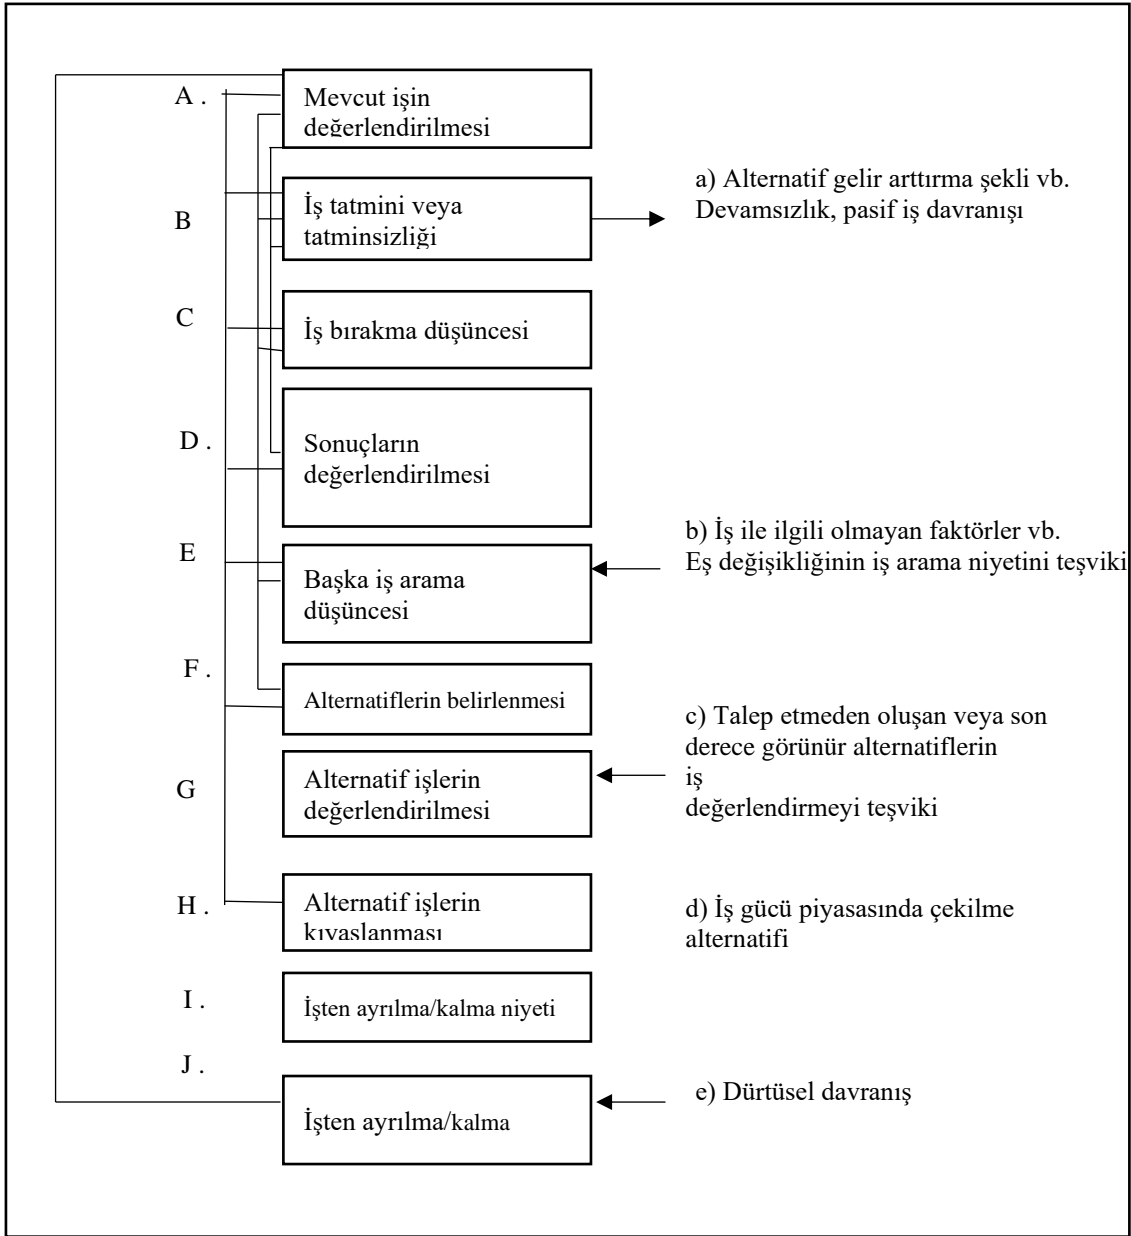 A .
Mevcut işin
değerlendirilmesi
B
İş tatmini veya
tatminsizliği
a) Alternatif gelir arttırma şekli vb.
Devamsızlık, pasif iş davranışı
C
İş bırakma düşüncesi
D .
Sonuçların
değerlendirilmesi
E
Başka iş arama
düşüncesi
b) İş ile ilgili olmayan faktörler vb.
Eş değişikliğinin iş arama niyetini teşviki
F .
Alternatiflerin belirlenmesi
G
Alternatif işlerin
değerlendirilmesi
c) Talep etmeden oluşan veya son
derece görünür alternatiflerin
iş
değerlendirmeyi teşviki
H .
Alternatif işlerin
kıyaslanması
d) İş gücü piyasasında çekilme
alternatifi
I .
İşten ayrılma/kalma niyeti
J .
İşten ayrılma/kalma
e) Dürtüsel davranış